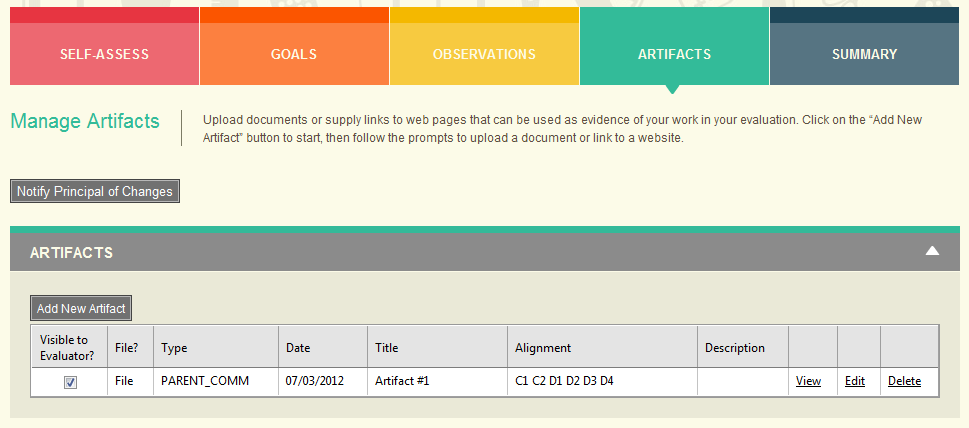 SELF-ASSESS GOALS OBSERVATIONS ARTIFACTS SUMMARY
Manage Artifacts
Upload documents or supply links to web pages that can be used as evidence of your work in your evaluation. Click on the “Add New
Artifact” button to start, then follow the prompts to upload a document or link to a website.
Notify Principal of Changes
ARTIFACTS
Add New Artifact
Visible to
Evaluator? File? Type Date Title Alignment Description
File PARENT_COMM 07/03/2012 Artifact #1 C1 C2 D1 D2 D3 D4 View Edit Delete